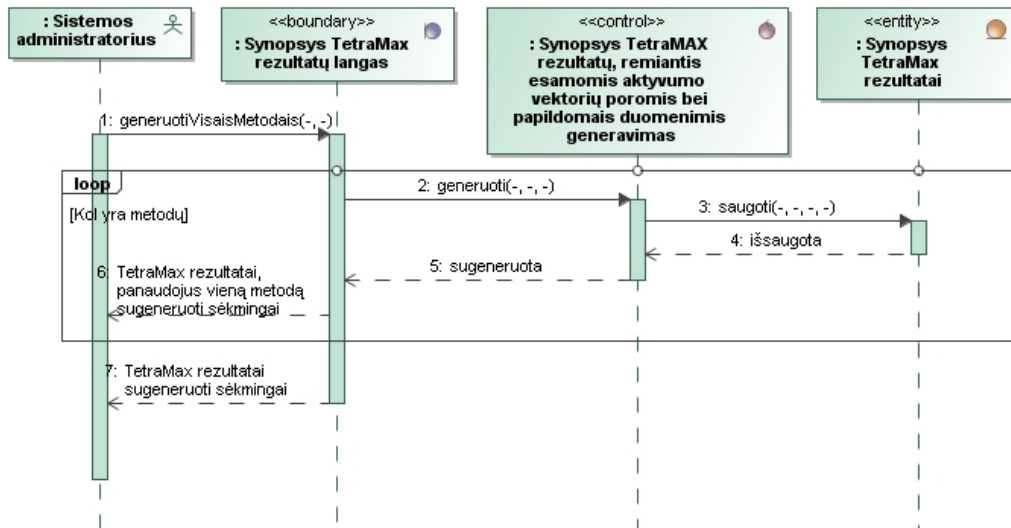 : Sistemos
administratorius
<<boundary>>
: Synopsys TetraMax
rezultatų langas
<<control>>
: Synopsys TetraMAX
rezultatų, remiantis
esamomis aktyvumo
vektorių poromis bei
papildomais duomenimis
generavimas
<<entity>>
: Synopsys
TetraMax
rezultatai
1: generuotiVisaisMetodais(-, -)
loop
[Kol yra metodų]
2: generuoti(-, -, -)
3: saugoti(-, -, -, -)
4: išsaugota
5: sugeneruota
6: TetraMax rezultatai,
panaudojus vieną metodą
sugeneruoti sėkmingai
7: TetraMax rezultatai
sugeneruoti sėkmingai